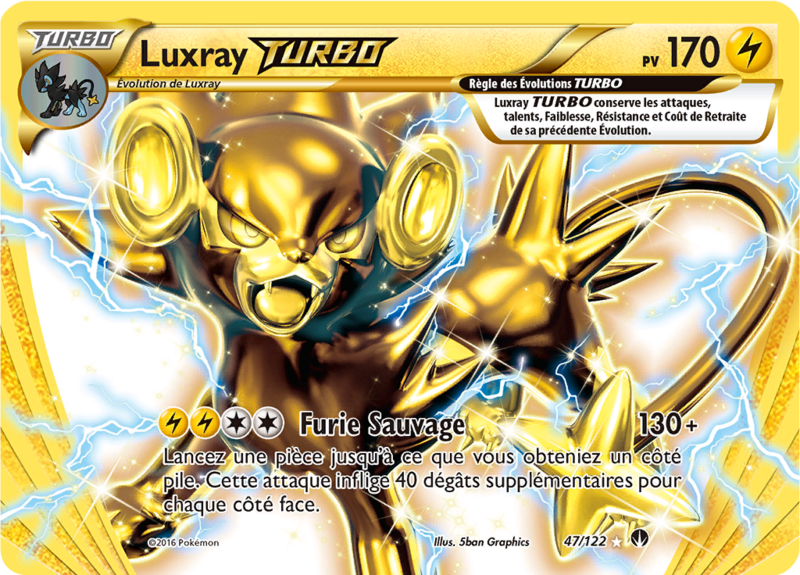 TURBO
Luxray TURBO
PV 170
Évolution de Luxray
Règle des Évolutions TURBO
Luxray TURBO conserve les attaques,
talents, Faiblesse, Résistance et Coût de Retraite
de sa précédente Évolution.
Furie Sauvage 130+
Lancez une pièce jusqu'à ce que vous obteniez un côté
pile. Cette attaque inflige 40 dégâts supplémentaires pour
chaque côté face.
©2016 Pokémon
Illus. 5ban Graphics
47/122